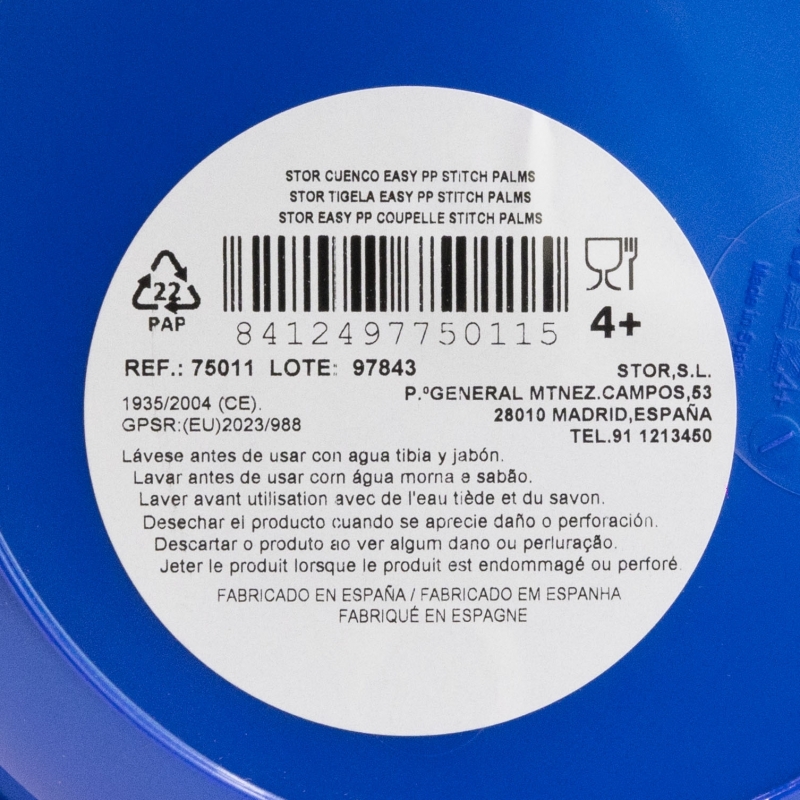 STOR CUENCO EASY PP STITCH PALMS
STOR TIGELA EASY PP STITCH PALMS
STOR EASY PP COUPELLE STITCH PALMS
22
PAP
8412497750115
4+
REF.: 75011 LOTE: 97843
1935/2004 (CE).
GPSR:(EU)2023/988
STOR,S.L.
P.ºGENERAL MTNEZ.CAMPOS,53
28010 MADRID,ESPAÑA
TEL.91 1213450
Lávese antes de usar con agua tibia y jabón.
Lavar antes de usar com água morna e sabão.
Laver avant utilisation avec de l'eau tiède et du savon.
Desechar el producto cuando se aprecie daño o perforación.
Descartar o produto ao ver algum dano ou perluração.
Jeter le produit lorsque le produit est endommagé ou perforé.
FABRICADO EN ESPAÑA / FABRICADO EM ESPANHA
FABRIQUÉ EN ESPAGNE